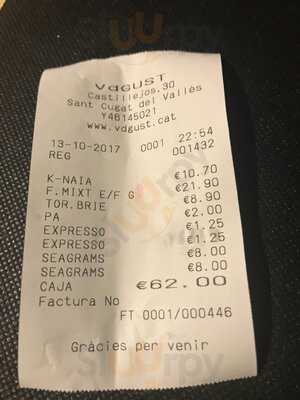 VdGUST
Castillejos,30
Sant Cugat del Vallés
Y4B145021
www.vdgust.cat
13-10-2017 0001 22:54
REG 001432
K-NAIA €10.70
F.MIXT E/F G €21.90
TOR.BRIE €8.90
PA €2.00
EXPRESSO €1.25
EXPRESSO €1.25
SEAGRAMS €8.00
SEAGRAMS €8.00
CAJA €62.00
Factura No
FT 0001/000446
Gràcies per venir